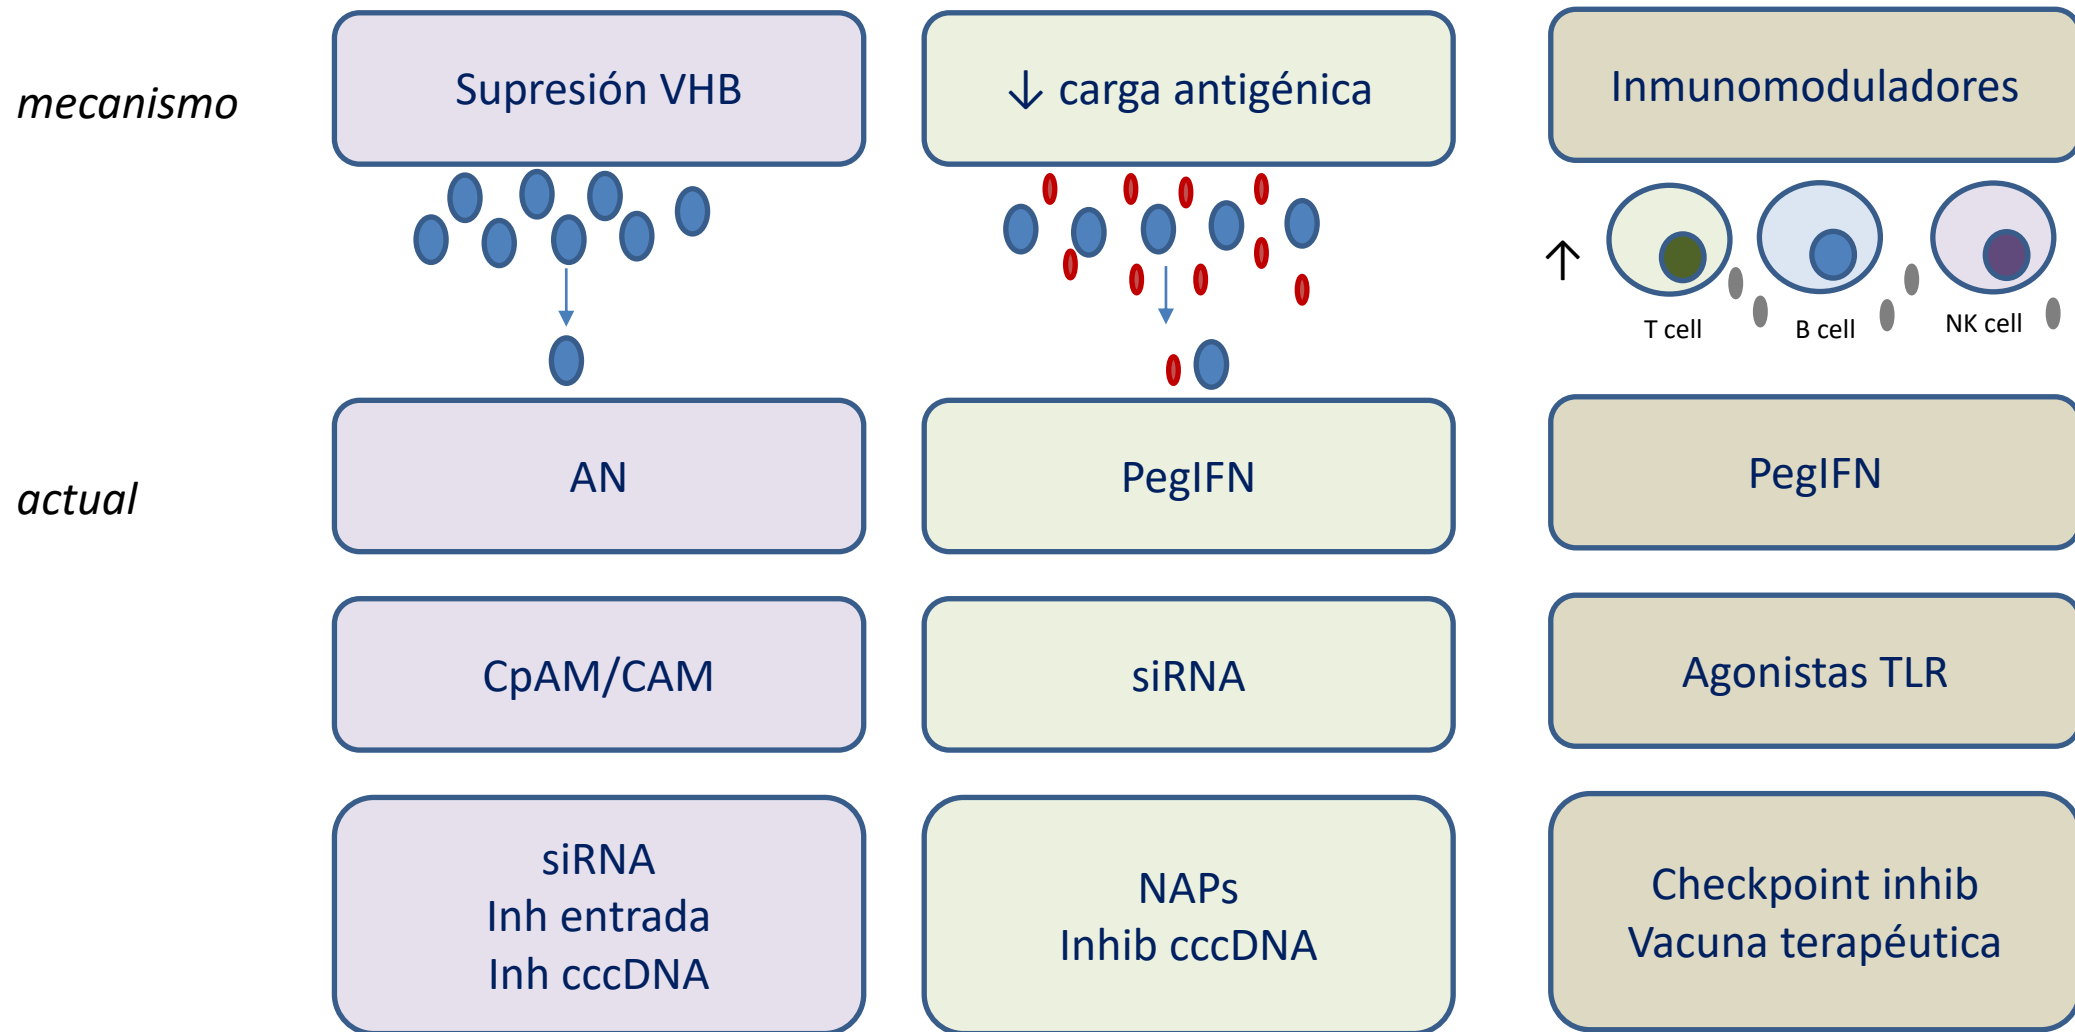 mecanismo
Supresión VHB
↓ carga antigénica
Inmunomoduladores
↑
T cell
B cell
NK cell
actual
AN
PegIFN
PegIFN
CpAM/CAM
siRNA
Agonistas TLR
siRNA
Inh entrada
Inh cccDNA
NAPs
Inhib cccDNA
Checkpoint inhib
Vacuna terapéutica